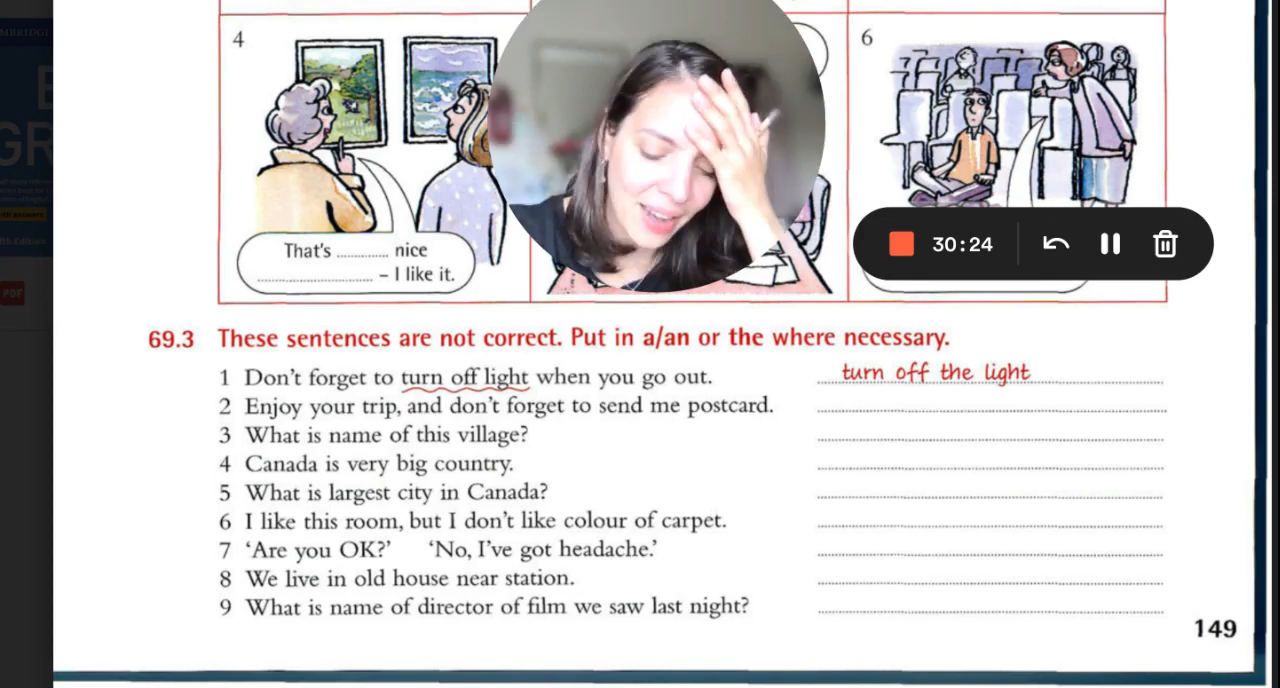 MBRIDGE
E
GR
PDF
4
6
That's ............ nice
........................... – I like it.
30:24
69.3 These sentences are not correct. Put in a/an or the where necessary.
1 Don't forget to turn off light when you go out. turn off the light
2 Enjoy your trip, and don't forget to send me postcard.
3 What is name of this village?
4 Canada is very big country.
5 What is largest city in Canada?
6 I like this room, but I don't like colour of carpet.
7 'Are you OK?' 'No, I've got headache.'
8 We live in old house near station.
9 What is name of director of film we saw last night?
149